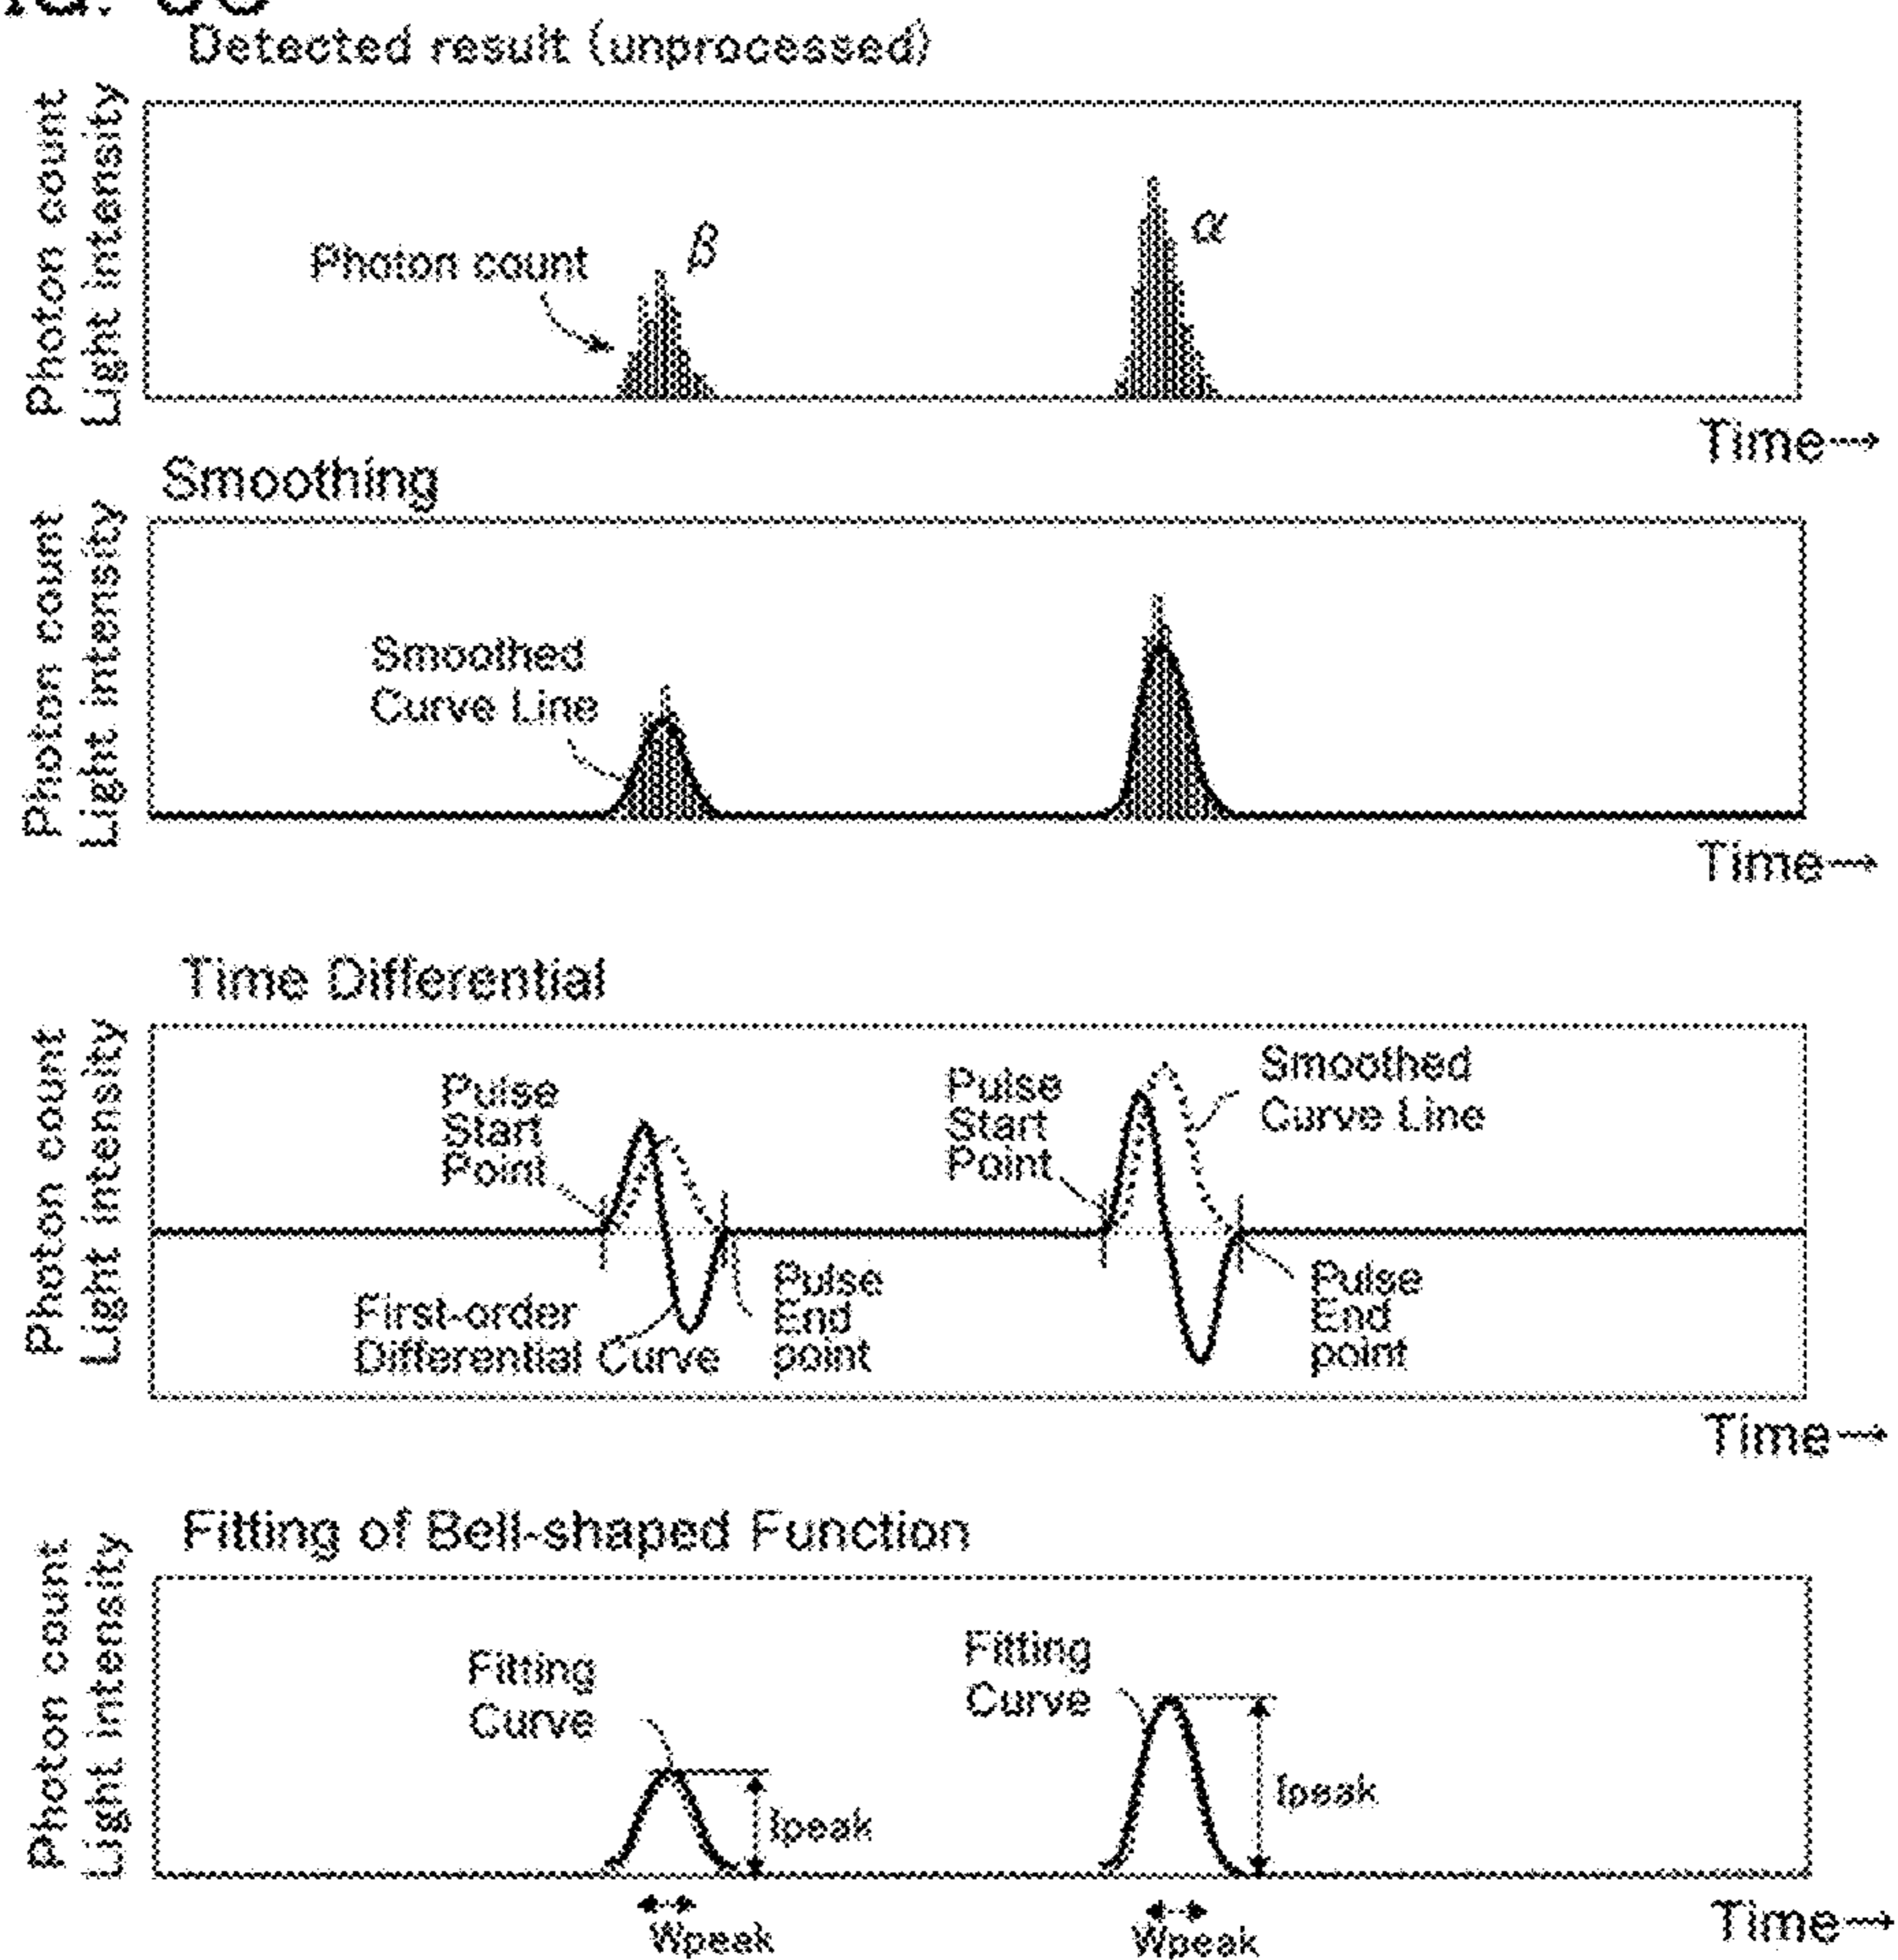 Detected result (unprocessed)
Photon count
Light intensity
Photon count
β
α
Time→
Smoothing
Photon count
Light intensity
Smoothed
Curve Line
Time→
Time Differential
Photon count
Light intensity
Pulse
Start
Point
Pulse
Start
Point
Smoothed
Curve Line
First-order
Differential Curve
Pulse
End
point
Pulse
End
point
Time→
Fitting of Bell-shaped Function
Photon count
Light intensity
Fitting
Curve
Fitting
Curve
Ipeak
Ipeak
Wpeak
Wpeak
Time→